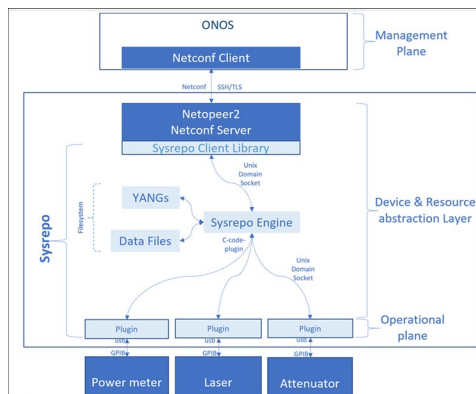 ONOS
Management
Plane
Netconf Client
Netconf
SSH/TLS
Netopeer2
Netconf Server
Sysrepo Client Library
Unix
Domain
Socket
Sysrepo
Filesystem
YANGs
Data Files
Sysrepo Engine
Device & Resource
abstraction Layer
C-code-
plugin
Unix
Domain
Socket
Operational
plane
Plugin
Plugin
Plugin
usb
usb
usb
GPIB
GPIB
GPIB
Power meter
Laser
Attenuator